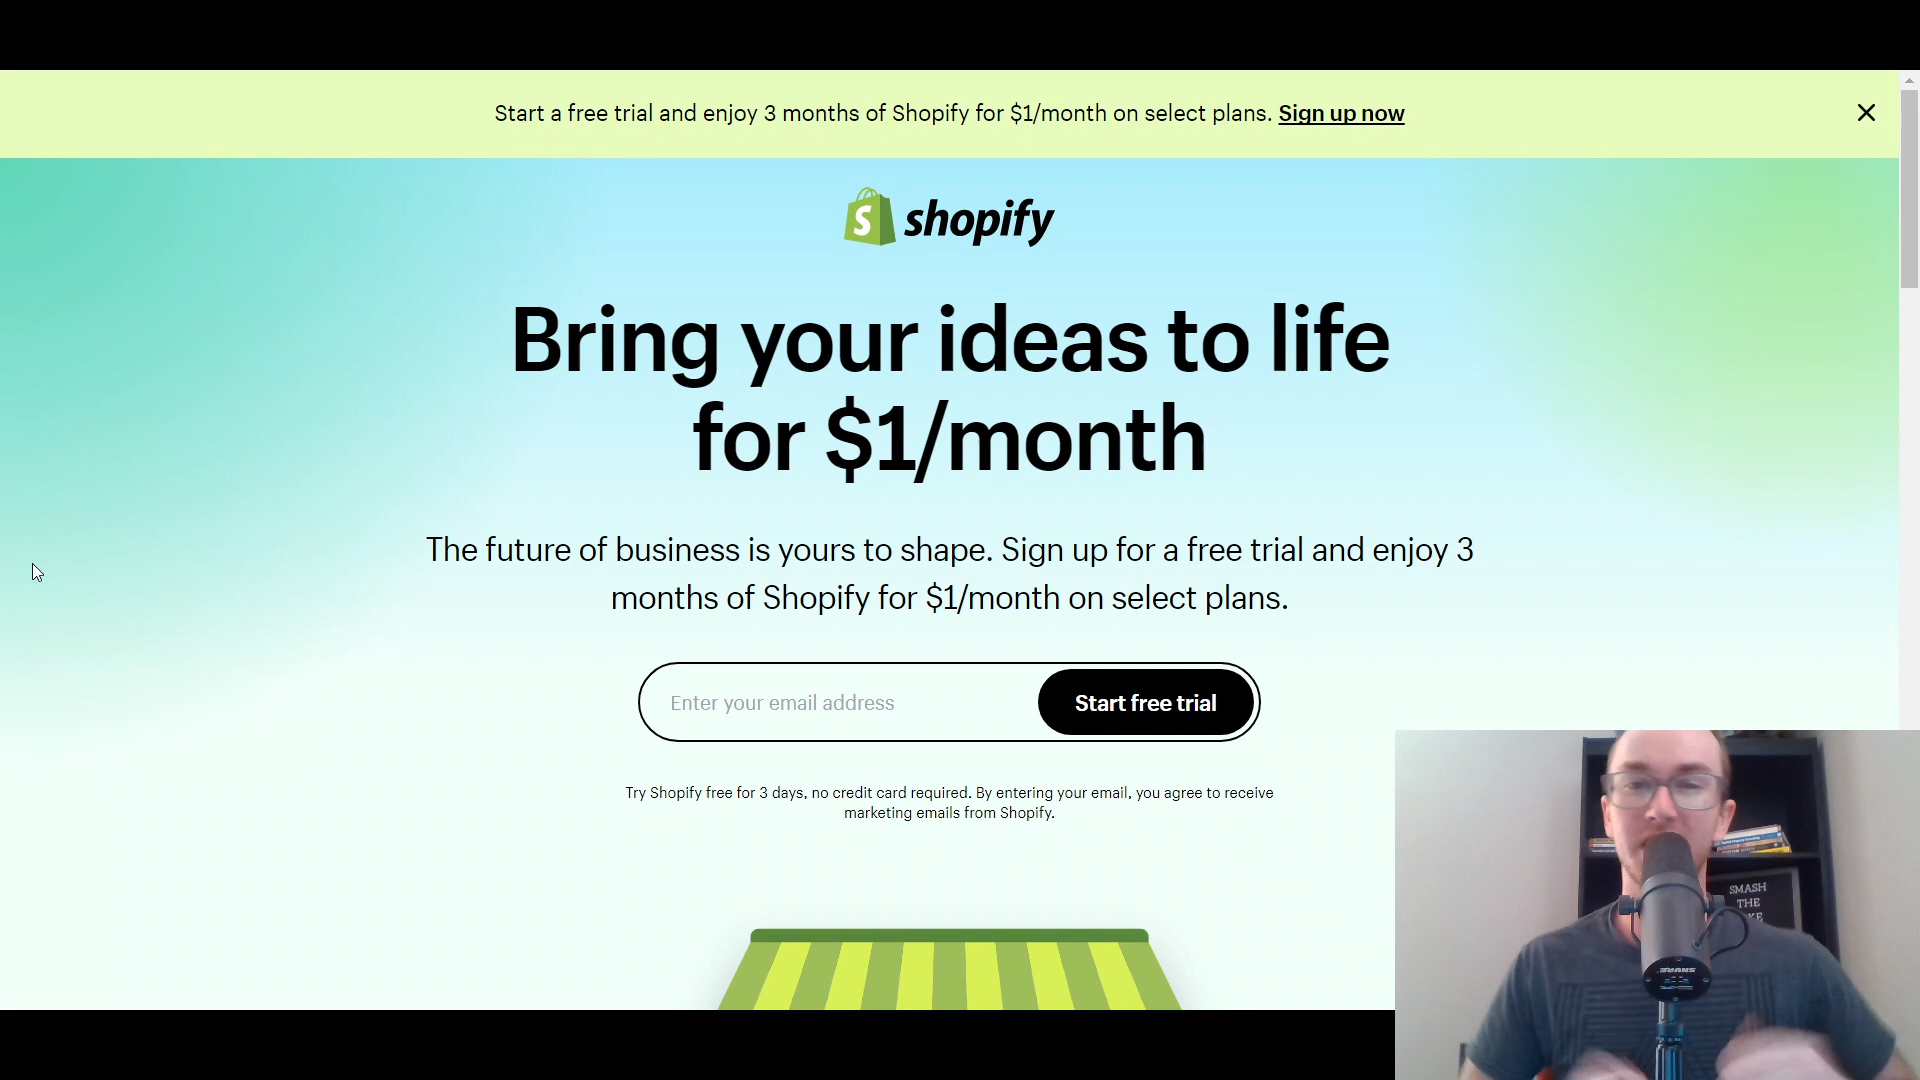 Start a free trial and enjoy 3 months of Shopify for $1/month on select plans. Sign up now
shopify
Bring your ideas to life
for $1/month
The future of business is yours to shape. Sign up for a free trial and enjoy 3
months of Shopify for $1/month on select plans.
Enter your email address
Start free trial
Try Shopify free for 3 days, no credit card required. By entering your email, you agree to receive
marketing emails from Shopify.
SMASH
THE
KE
SHURE